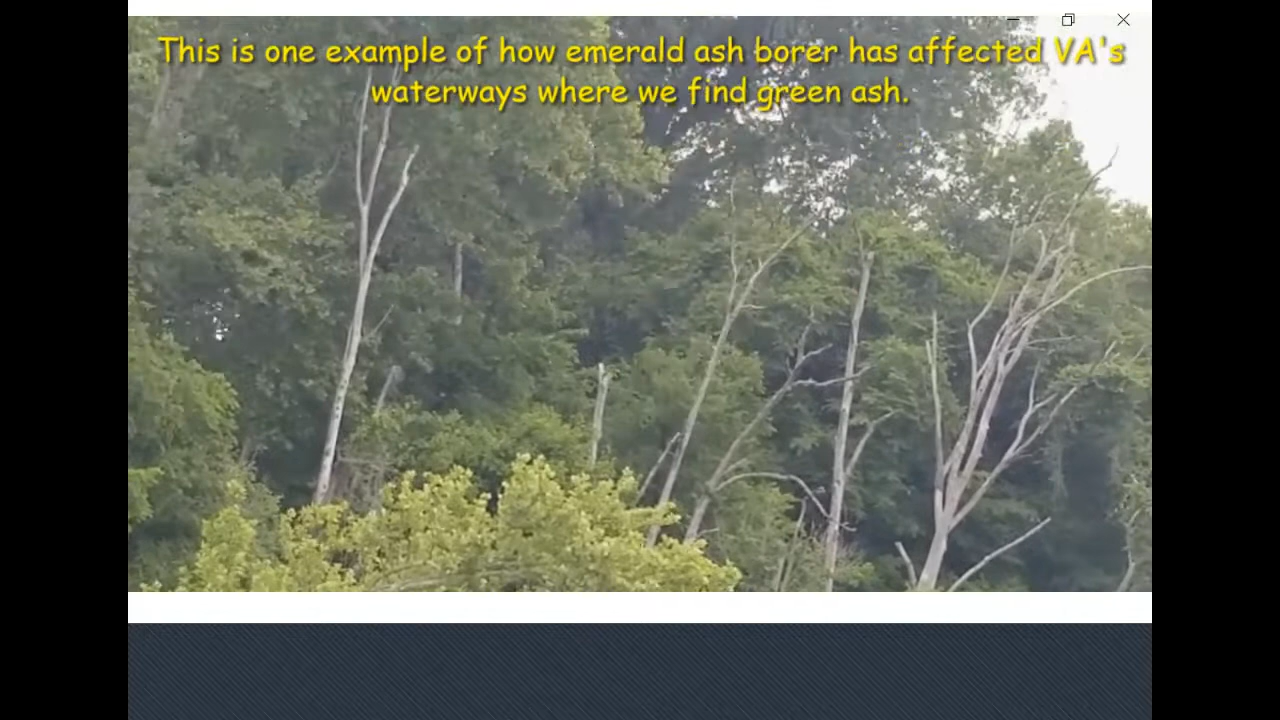 This is one example of how emerald ash borer has affected VA's
waterways where we find green ash.